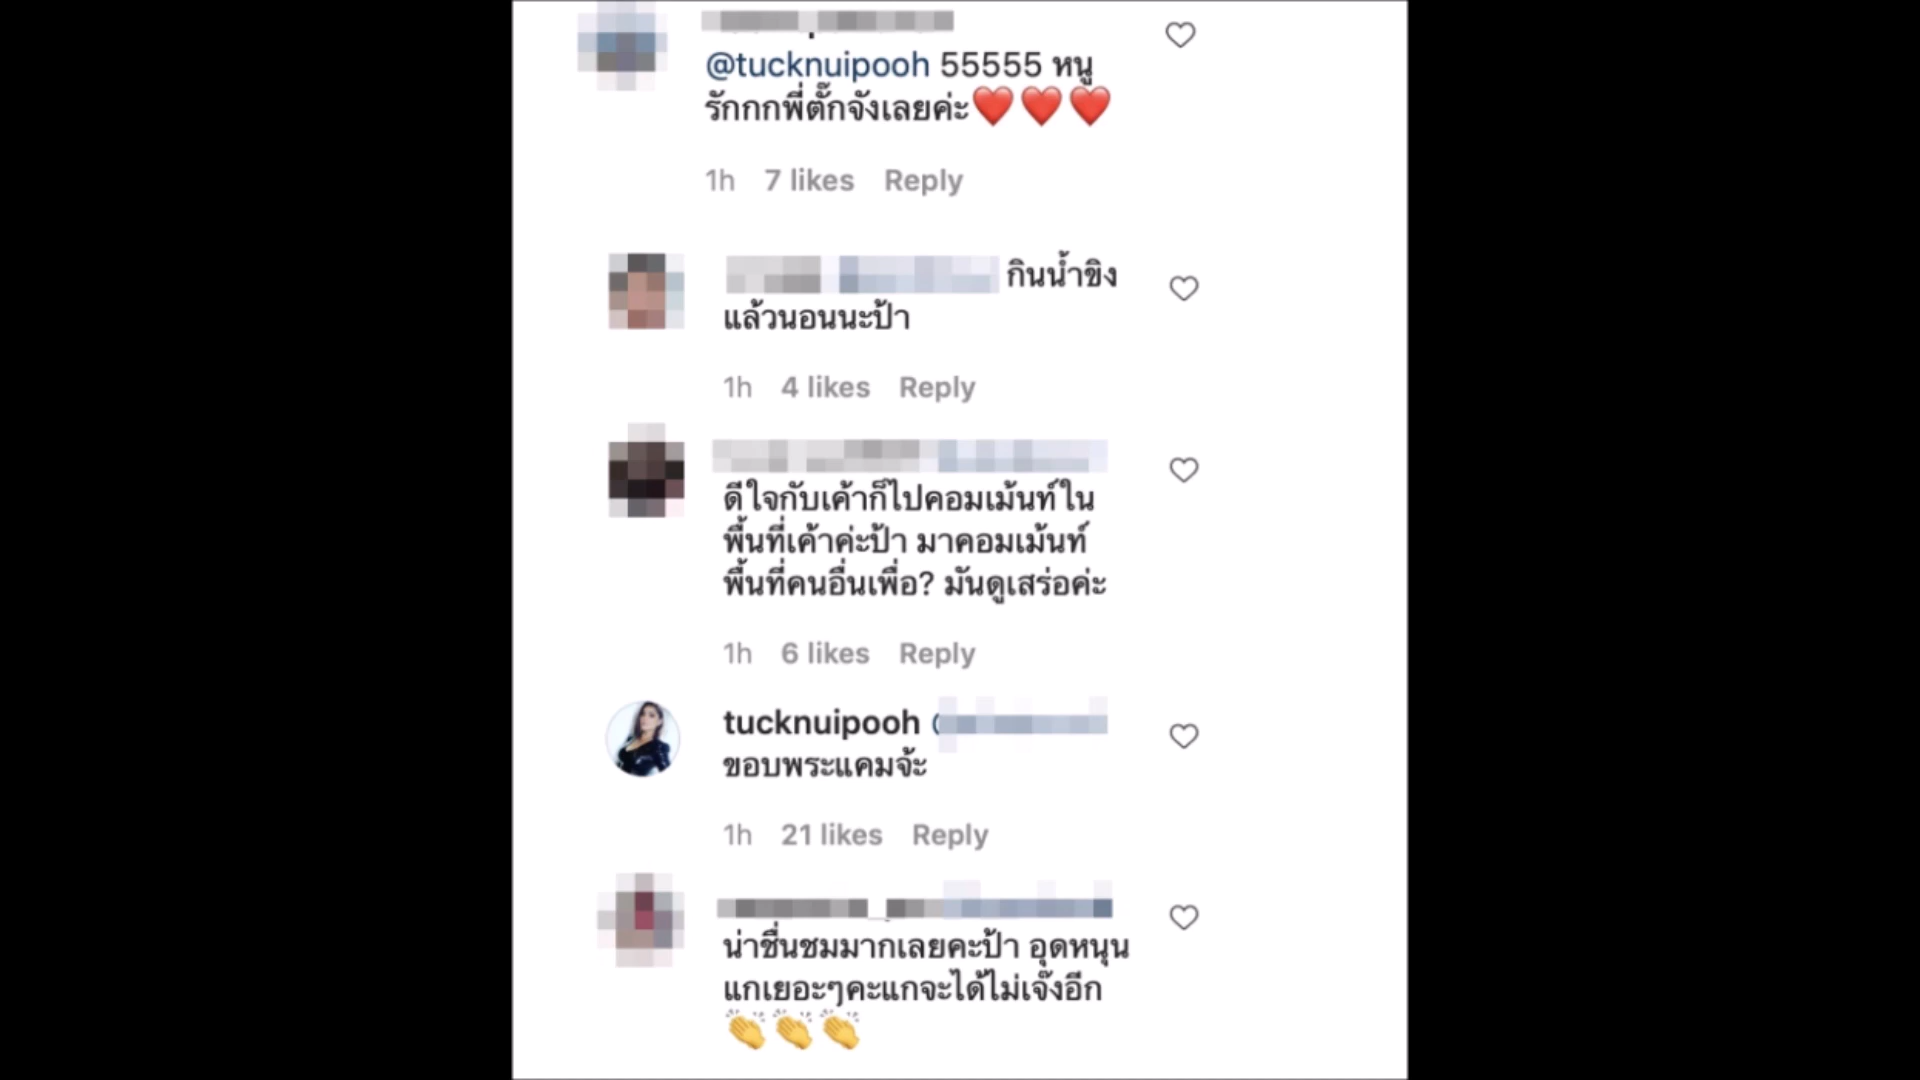 @tucknuipooh 55555 หนู
รักกกพี่ตั๊กจังเลยค่ะ❤️❤️❤️
1h 7 likes Reply
กินน้ำขิง
แล้วนอนนะป้า
1h 4 likes Reply
ดีใจกับเค้าก็ไปคอมเม้นท์ใน
พื้นที่เค้าค่ะป้า มาคอมเม้นท์
พื้นที่คนอื่นเพื่อ? มันดูเสร่อค่ะ
1h 6 likes Reply
tucknuipooh
ขอบพระแคมจ้ะ
1h 21 likes Reply
น่าชื่นชมมากเลยคะป้า อุดหนุน
แกเยอะๆคะแกจะได้ไม่เจ๊งอีก
👏👏👏